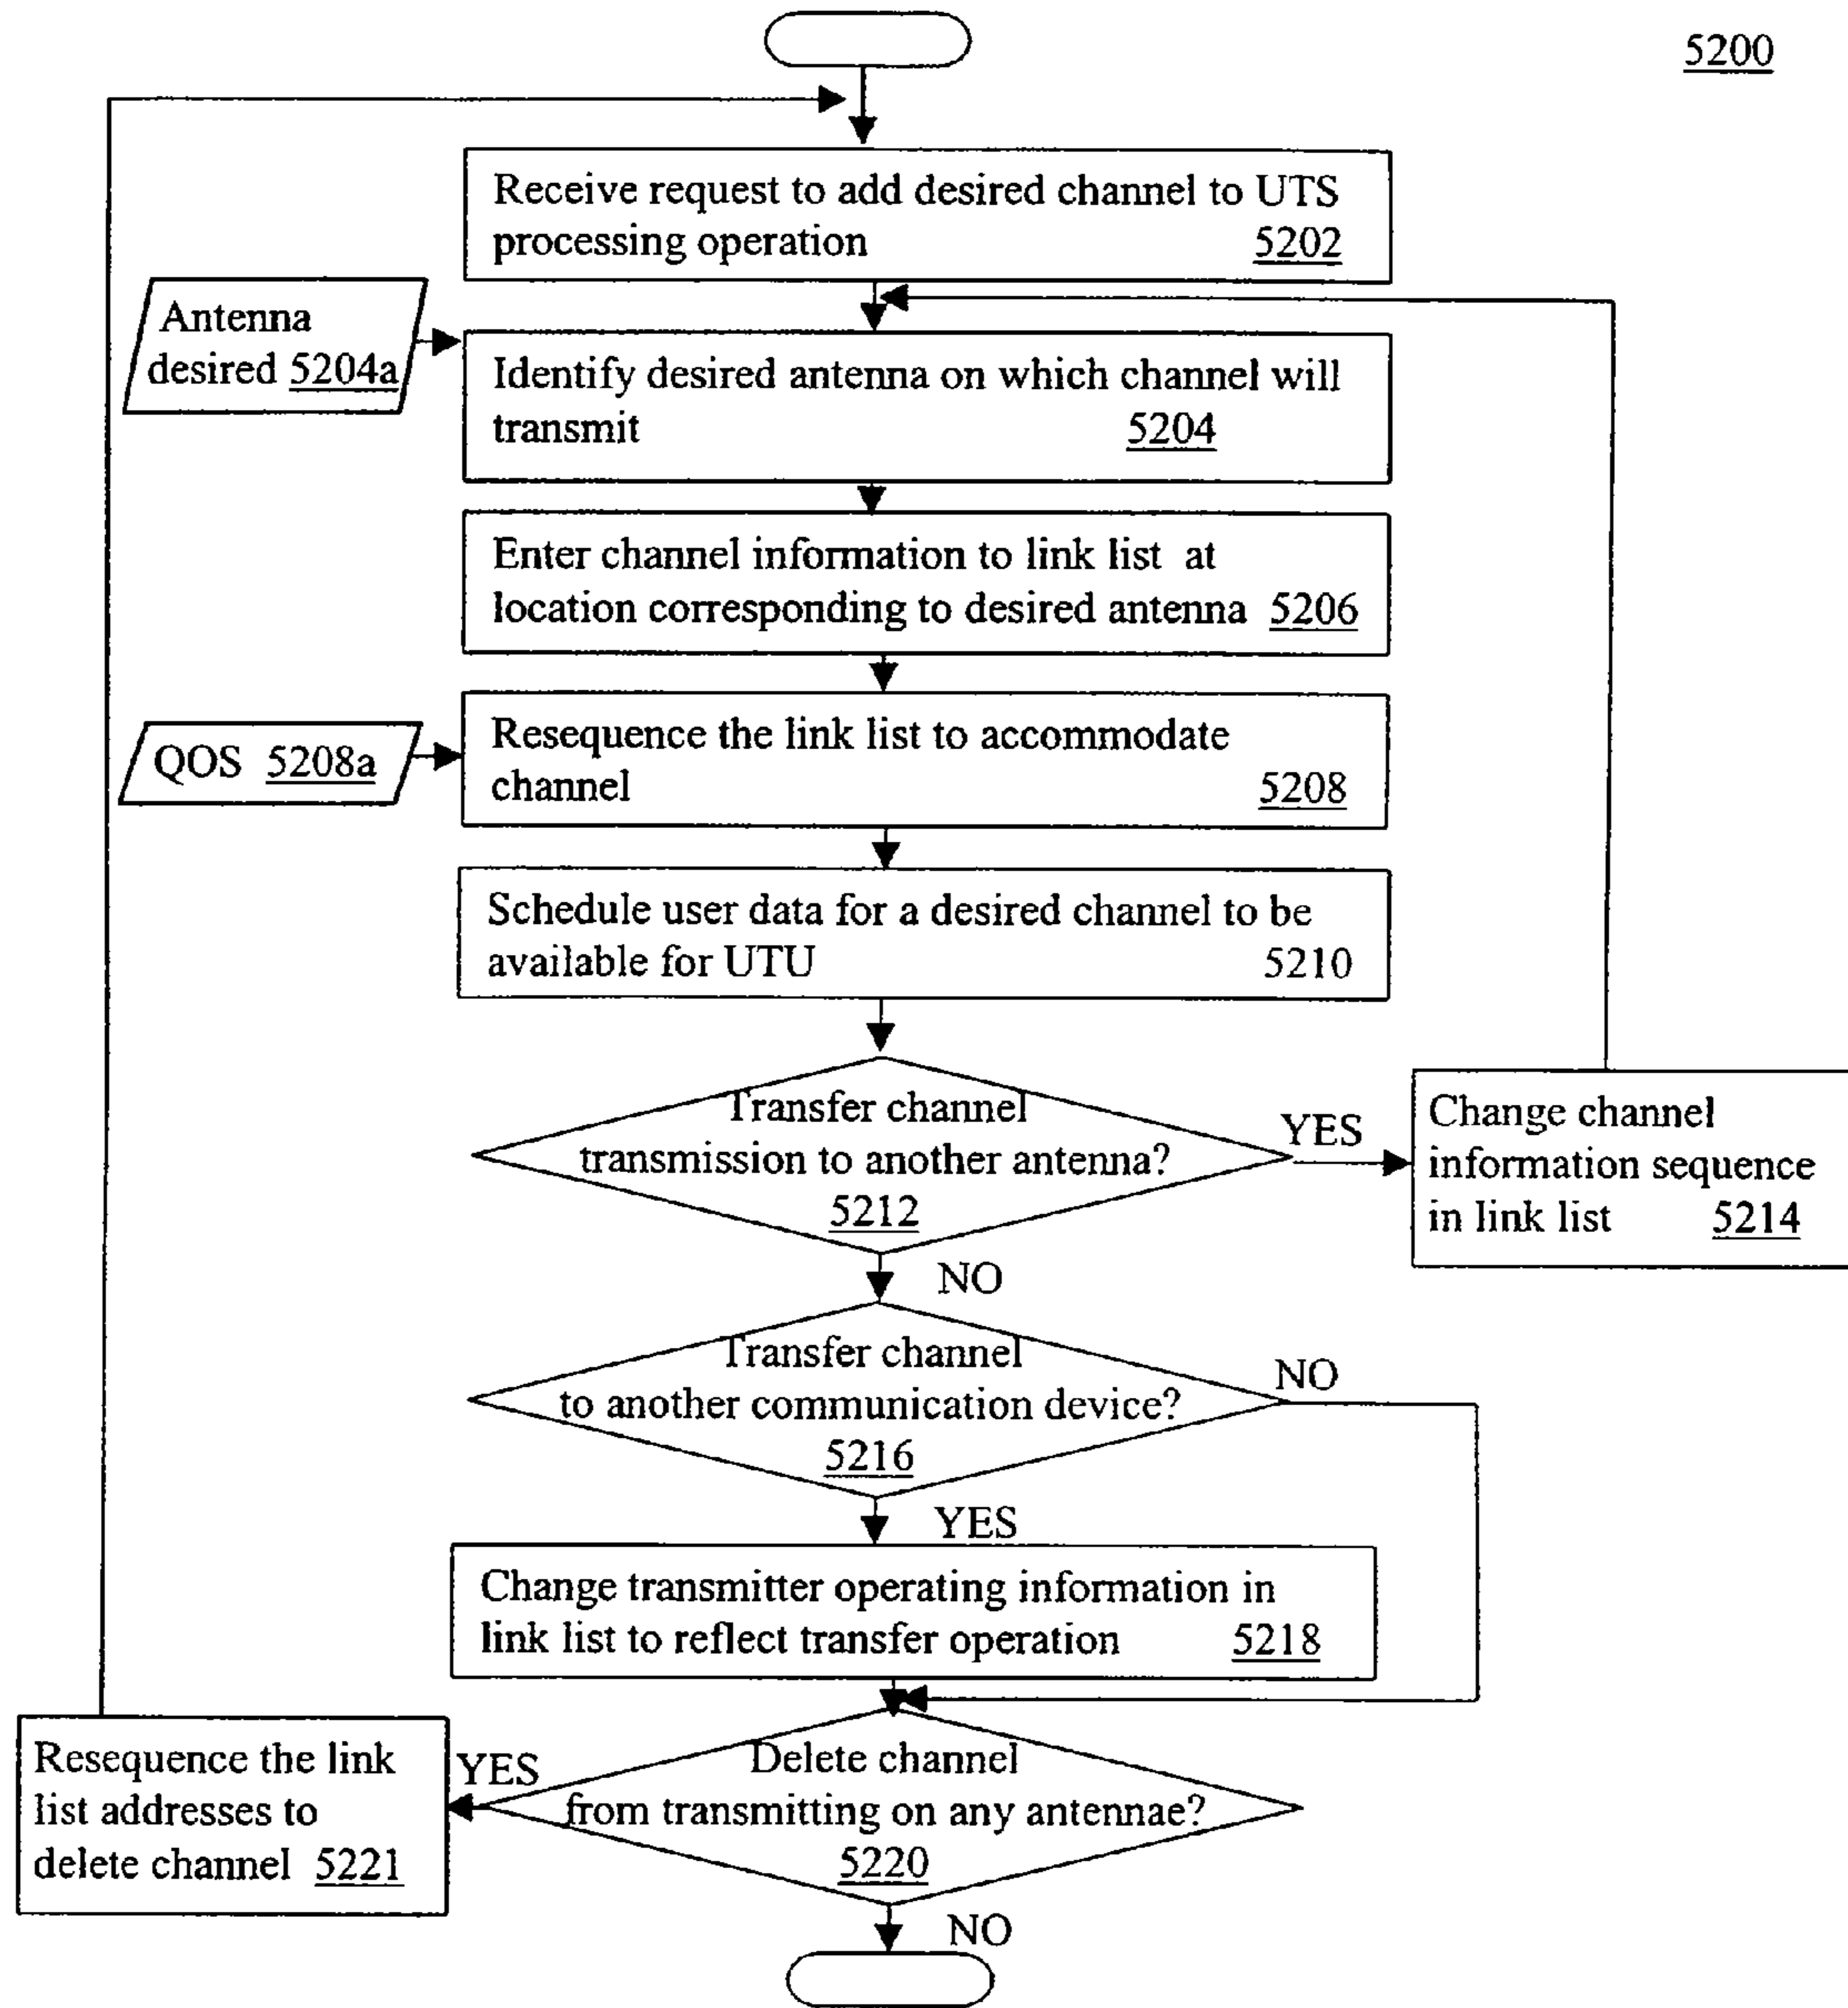 5200
Receive request to add desired channel to UTS
processing operation 5202
Antenna
desired 5204a
Identify desired antenna on which channel will
transmit 5204
Enter channel information to link list at
location corresponding to desired antenna 5206
QOS 5208a
Resequence the link list to accommodate
channel 5208
Schedule user data for a desired channel to be
available for UTU 5210
Transfer channel
transmission to another antenna?
5212
YES
Change channel
information sequence
in link list 5214
NO
Transfer channel
to another communication device?
5216
NO
YES
Change transmitter operating information in
link list to reflect transfer operation 5218
Delete channel
from transmitting on any antennae?
5220
YES
Resequence the link
list addresses to
delete channel 5221
NO